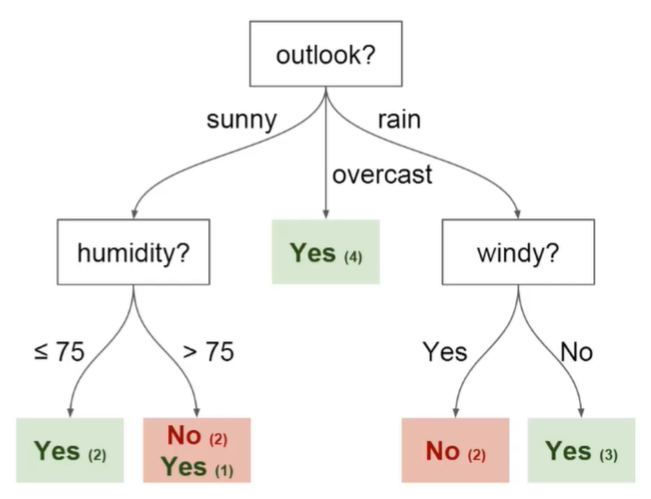 outlook?
sunny
rain
overcast
humidity?
Yes (4)
windy?
≤ 75
> 75
Yes
No
Yes (2)
No (2)
Yes (1)
No (2)
Yes (3)